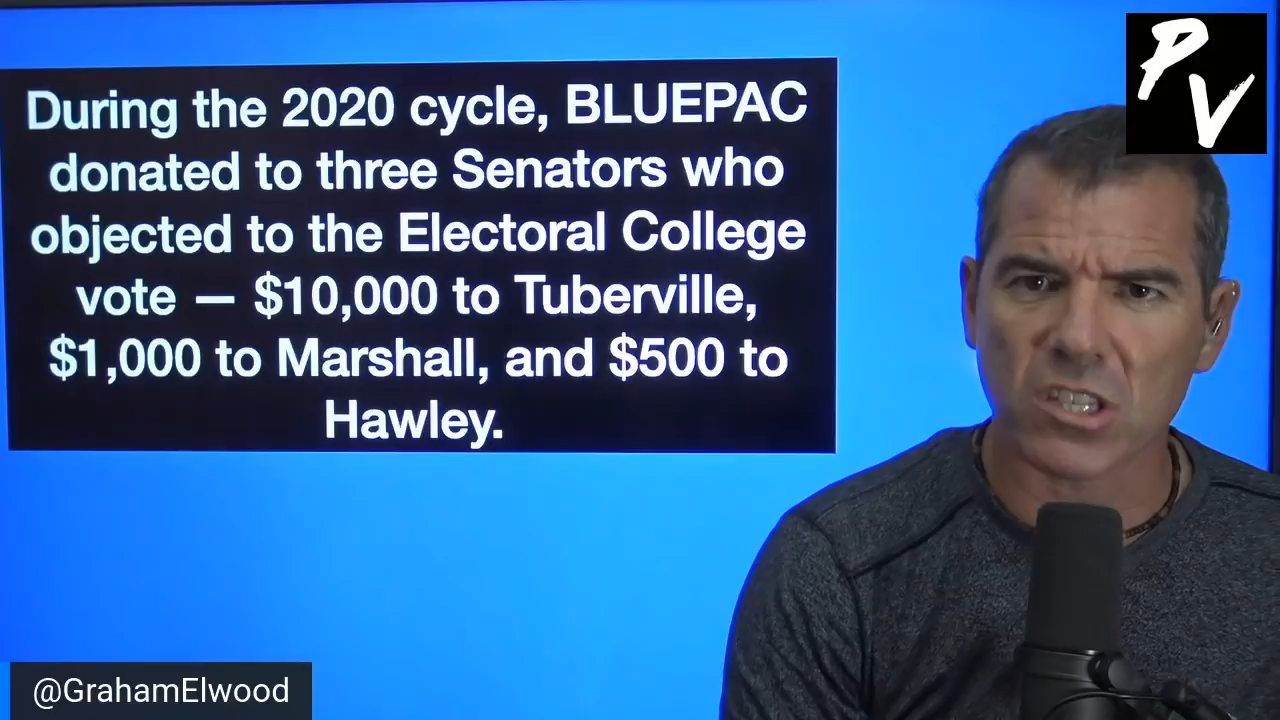 During the 2020 cycle, BLUEPAC
donated to three Senators who
objected to the Electoral College
vote — $10,000 to Tuberville,
$1,000 to Marshall, and $500 to
Hawley.
PV
@GrahamElwood